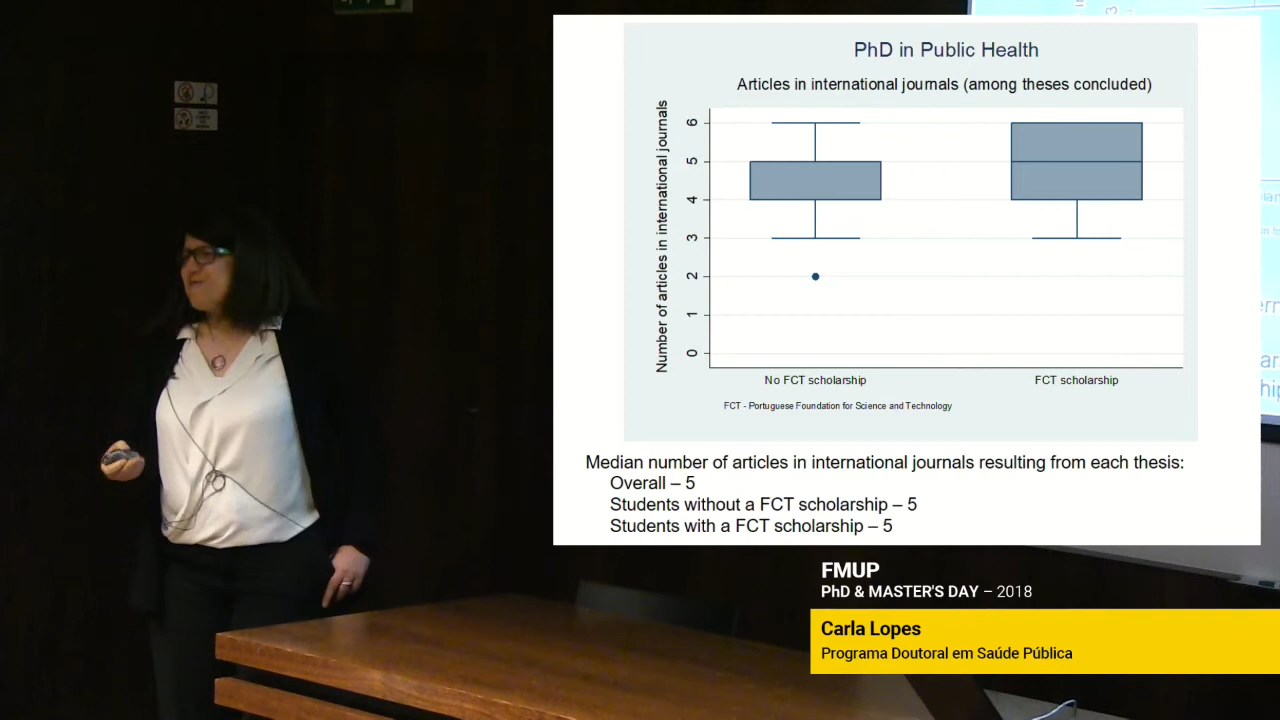 PhD in Public Health
Articles in international journals (among theses concluded)
Number of articles in international journals
6
5
4
3
2
1
0
No FCT scholarship
FCT scholarship
FCT - Portuguese Foundation for Science and Technology
Median number of articles in international journals resulting from each thesis:
Overall – 5
Students without a FCT scholarship – 5
Students with a FCT scholarship – 5
FMUP
PhD & MASTER'S DAY – 2018
Carla Lopes
Programa Doutoral em Saúde Pública